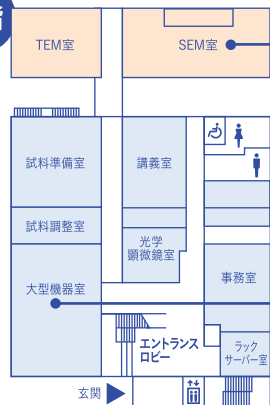 階
TEM室
SEM室
試料準備室
講義室
試料調整室
光学
顕微鏡室
大型機器室
事務室
エントランス
ロビー
ラック
サーバー室
玄関